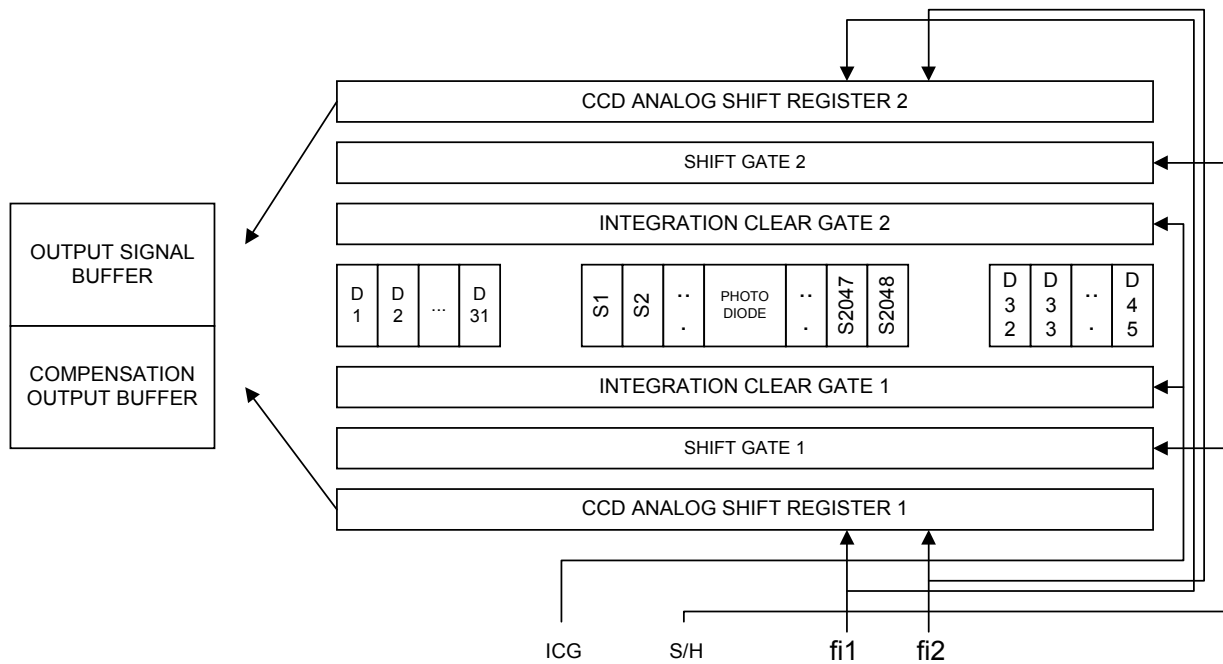 CCD ANALOG SHIFT REGISTER 2
SHIFT GATE 2
INTEGRATION CLEAR GATE 2
OUTPUT SIGNAL
BUFFER
COMPENSATION
OUTPUT BUFFER
D
1
D
2
...
D
31
S1
S2
..
.
PHOTO
DIODE
..
.
S2047
S2048
D
3
2
D
3
3
..
.
D
4
5
INTEGRATION CLEAR GATE 1
SHIFT GATE 1
CCD ANALOG SHIFT REGISTER 1
ICG
S/H
fi1
fi2